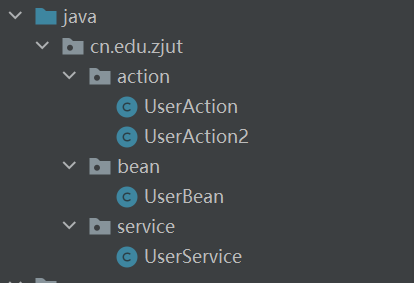 java
cn.edu.zjut
action
UserAction
UserAction2
bean
UserBean
service
UserService